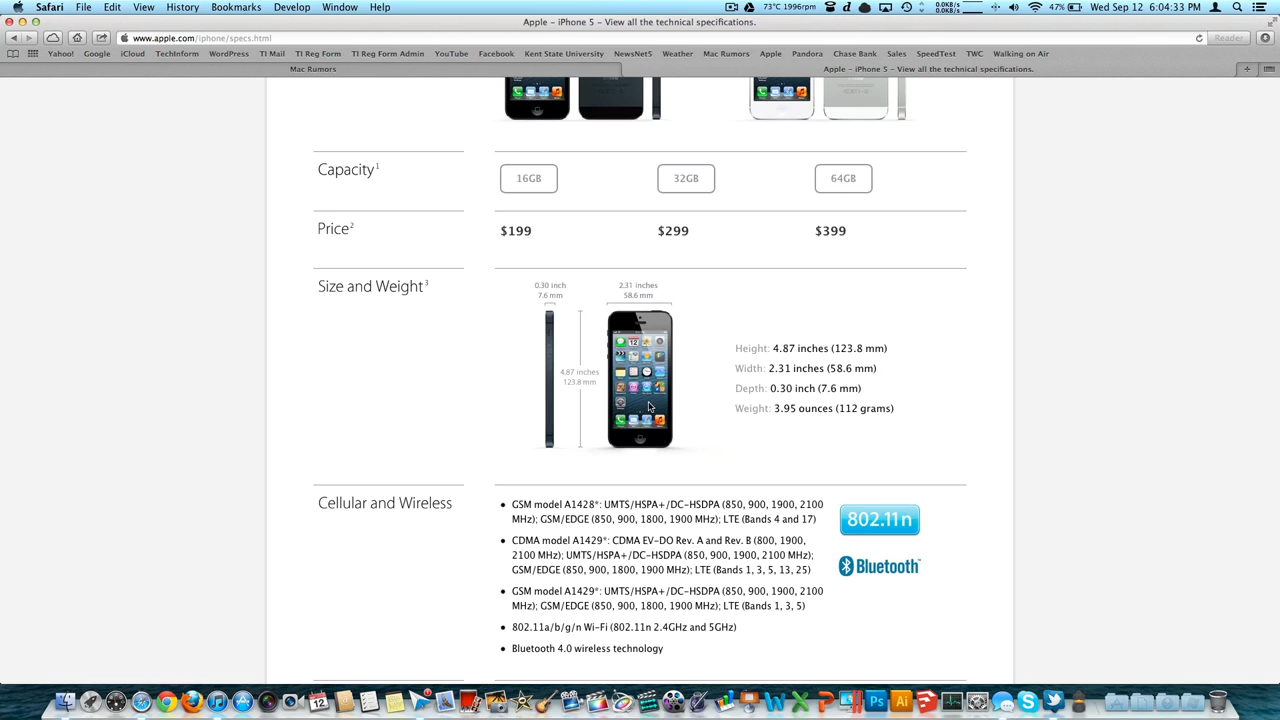 Safari File Edit View History Bookmarks Develop Window Help
0.0KB/s
0.0KB/s
73°C 1996rpm
47%
Wed Sep 12 6:04:33 PM
Apple – iPhone 5 – View all the technical specifications.
www.apple.com/iphone/specs.html
Reader
Yahoo! Google iCloud TechInform WordPress TI Mail TI Reg Form TI Reg Form Admin YouTube Facebook Kent State University NewsNet5 Weather Mac Rumors Apple Pandora Chase Bank Sales SpeedTest TWC Walking on Air
Mac Rumors
Apple – iPhone 5 – View all the technical specifications.
Capacity1
16GB 32GB 64GB
Price2
$199 $299 $399
Size and Weight3
0.30 inch
7.6 mm
2.31 inches
58.6 mm
4.87 inches
123.8 mm
Height: 4.87 inches (123.8 mm)
Width: 2.31 inches (58.6 mm)
Depth: 0.30 inch (7.6 mm)
Weight: 3.95 ounces (112 grams)
Cellular and Wireless
• GSM model A1428*: UMTS/HSPA+/DC-HSDPA (850, 900, 1900, 2100
MHz); GSM/EDGE (850, 900, 1800, 1900 MHz); LTE (Bands 4 and 17)
• CDMA model A1429*: CDMA EV-DO Rev. A and Rev. B (800, 1900,
2100 MHz); UMTS/HSPA+/DC-HSDPA (850, 900, 1900, 2100 MHz);
GSM/EDGE (850, 900, 1800, 1900 MHz); LTE (Bands 1, 3, 5, 13, 25)
• GSM model A1429*: UMTS/HSPA+/DC-HSDPA (850, 900, 1900, 2100
MHz); GSM/EDGE (850, 900, 1800, 1900 MHz); LTE (Bands 1, 3, 5)
• 802.11a/b/g/n Wi-Fi (802.11n 2.4GHz and 5GHz)
• Bluetooth 4.0 wireless technology
802.11n
Bluetooth
12
Ps
Ai